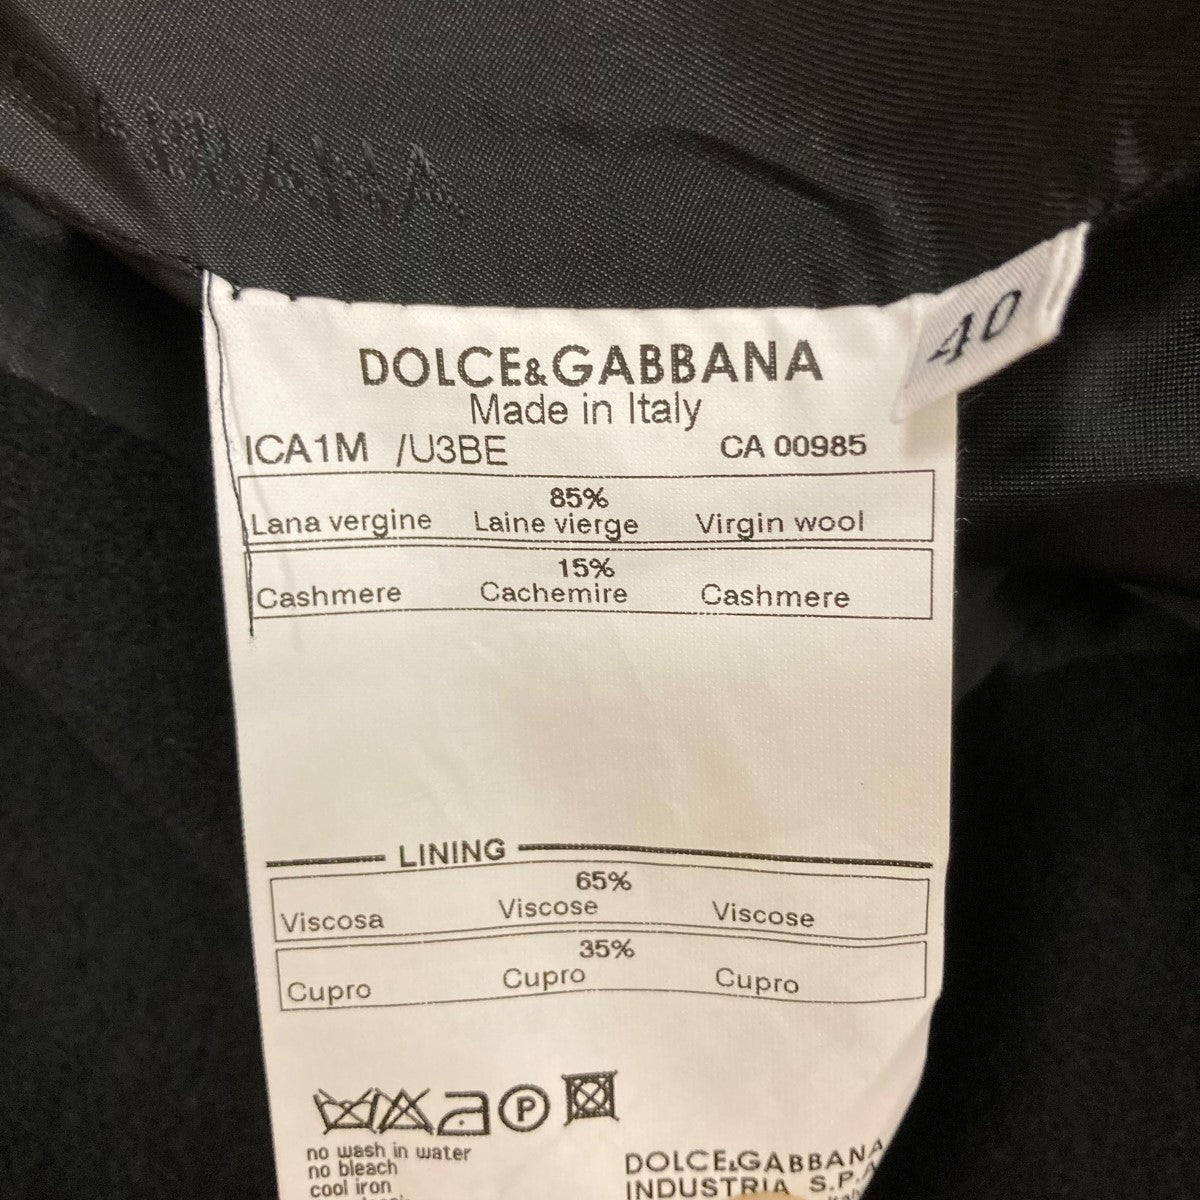 DOLCE&GABBANA
40
Made in Italy
ICA1M /U3BE CA 00985
85%
Lana vergine Laine vierge Virgin wool
15%
Cashmere Cachemire Cashmere
LINING
65%
Viscosa Viscose Viscose
35%
Cupro Cupro Cupro
P
no wash in water
no bleach
cool iron
DOLCE&GABBANA
INDUSTRIA S.P.A